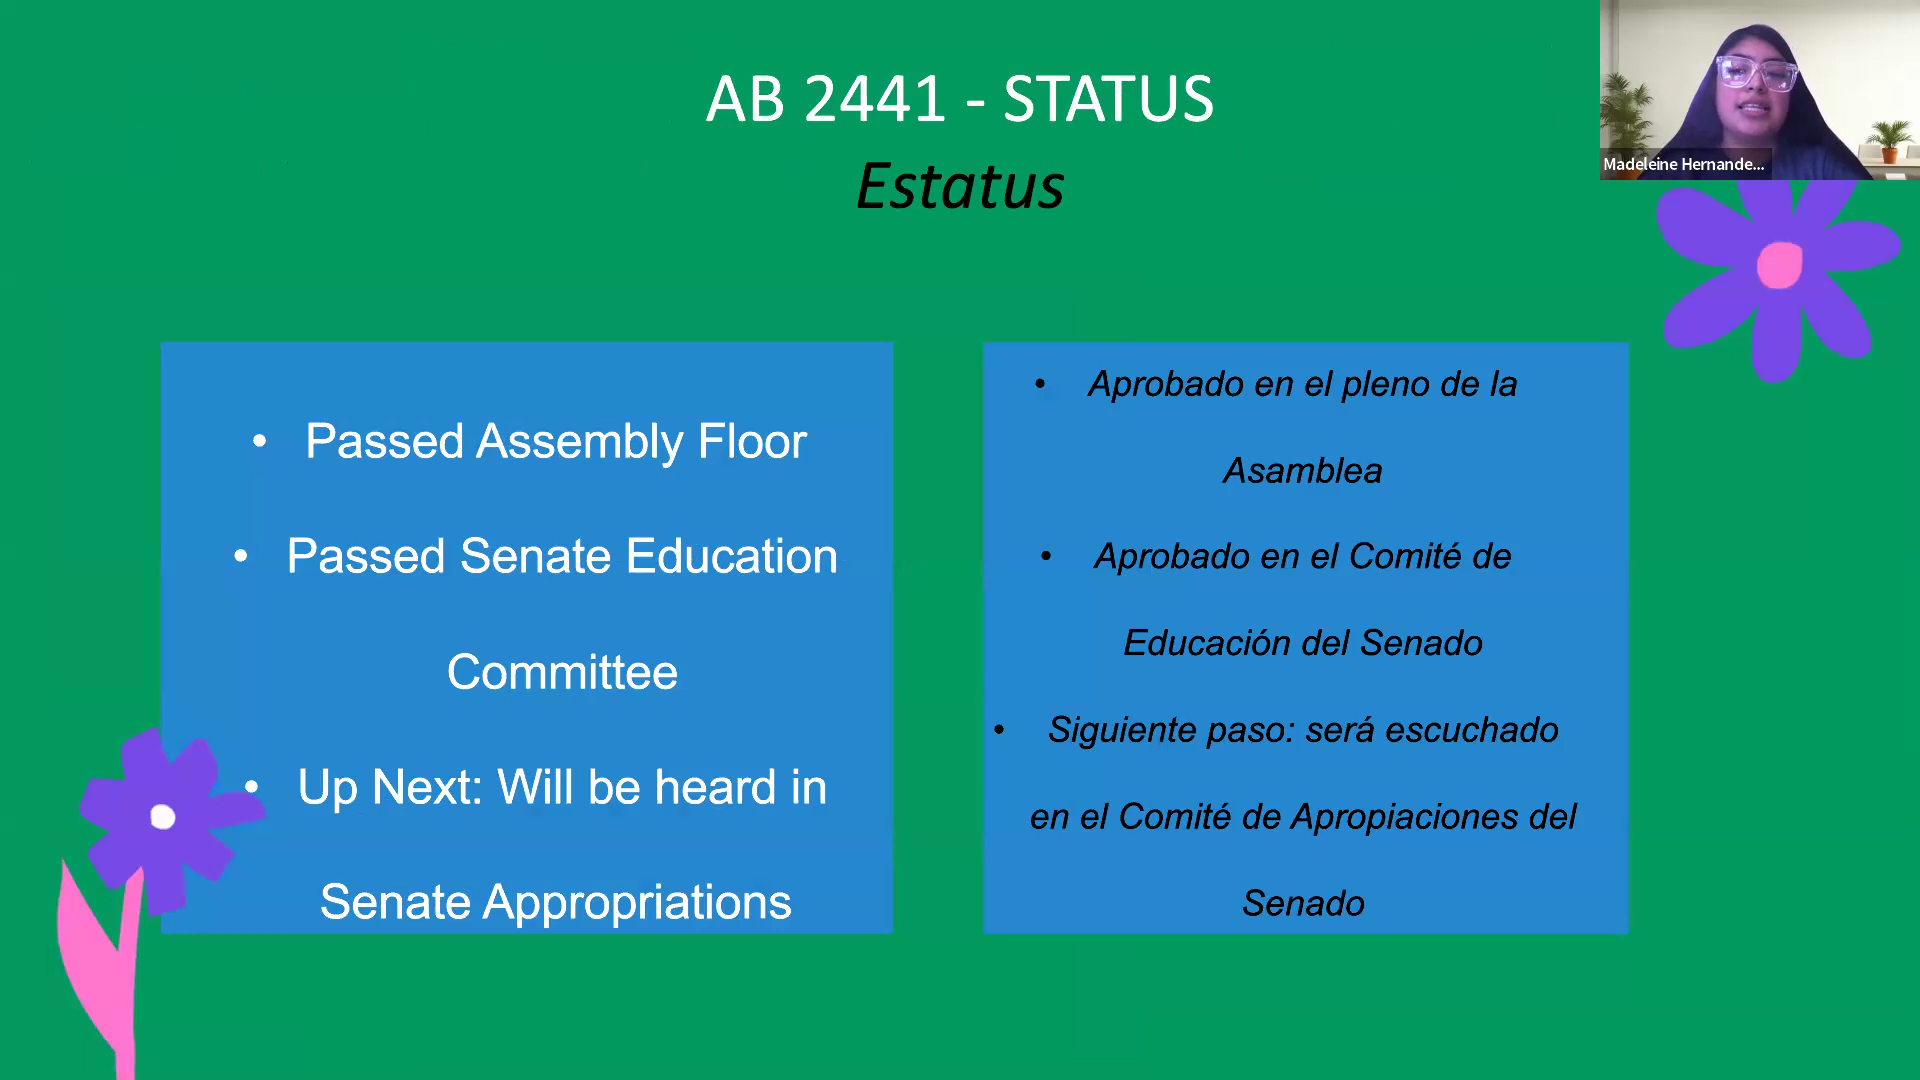 AB 2441 - STATUS
Estatus
Madeleine Hernande...
• Passed Assembly Floor
• Passed Senate Education
Committee
• Up Next: Will be heard in
Senate Appropriations
• Aprobado en el pleno de la
Asamblea
• Aprobado en el Comité de
Educación del Senado
• Siguiente paso: será escuchado
en el Comité de Apropiaciones del
Senado